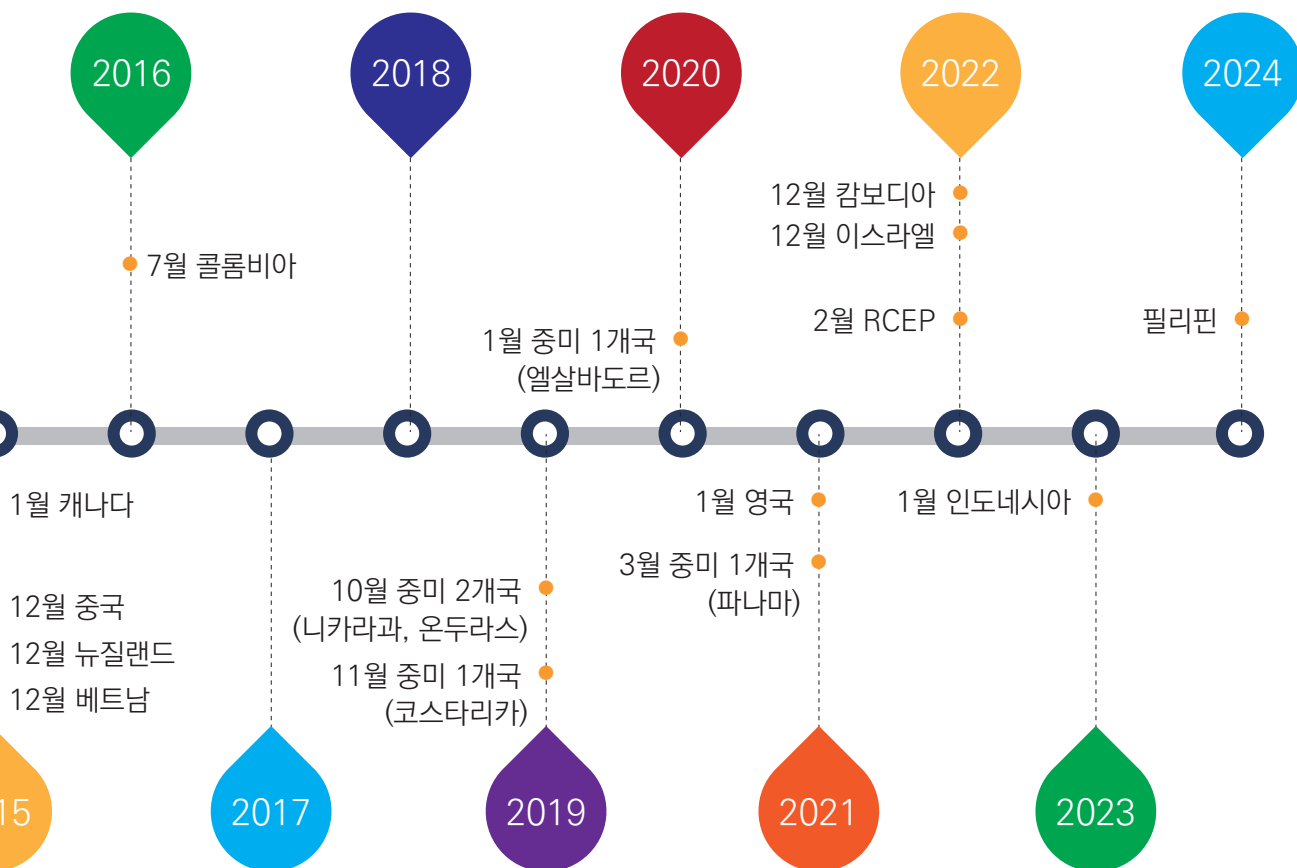 2016
2018
2020
2022
2024
12월 캄보디아
12월 이스라엘
7월 콜롬비아
2월 RCEP
필리핀
1월 중미 1개국
(엘살바도르)
1월 캐나다
1월 영국
1월 인도네시아
3월 중미 1개국
(파나마)
10월 중미 2개국
(니카라과, 온두라스)
12월 중국
12월 뉴질랜드
12월 베트남
11월 중미 1개국
(코스타리카)
15
2017
2019
2021
2023